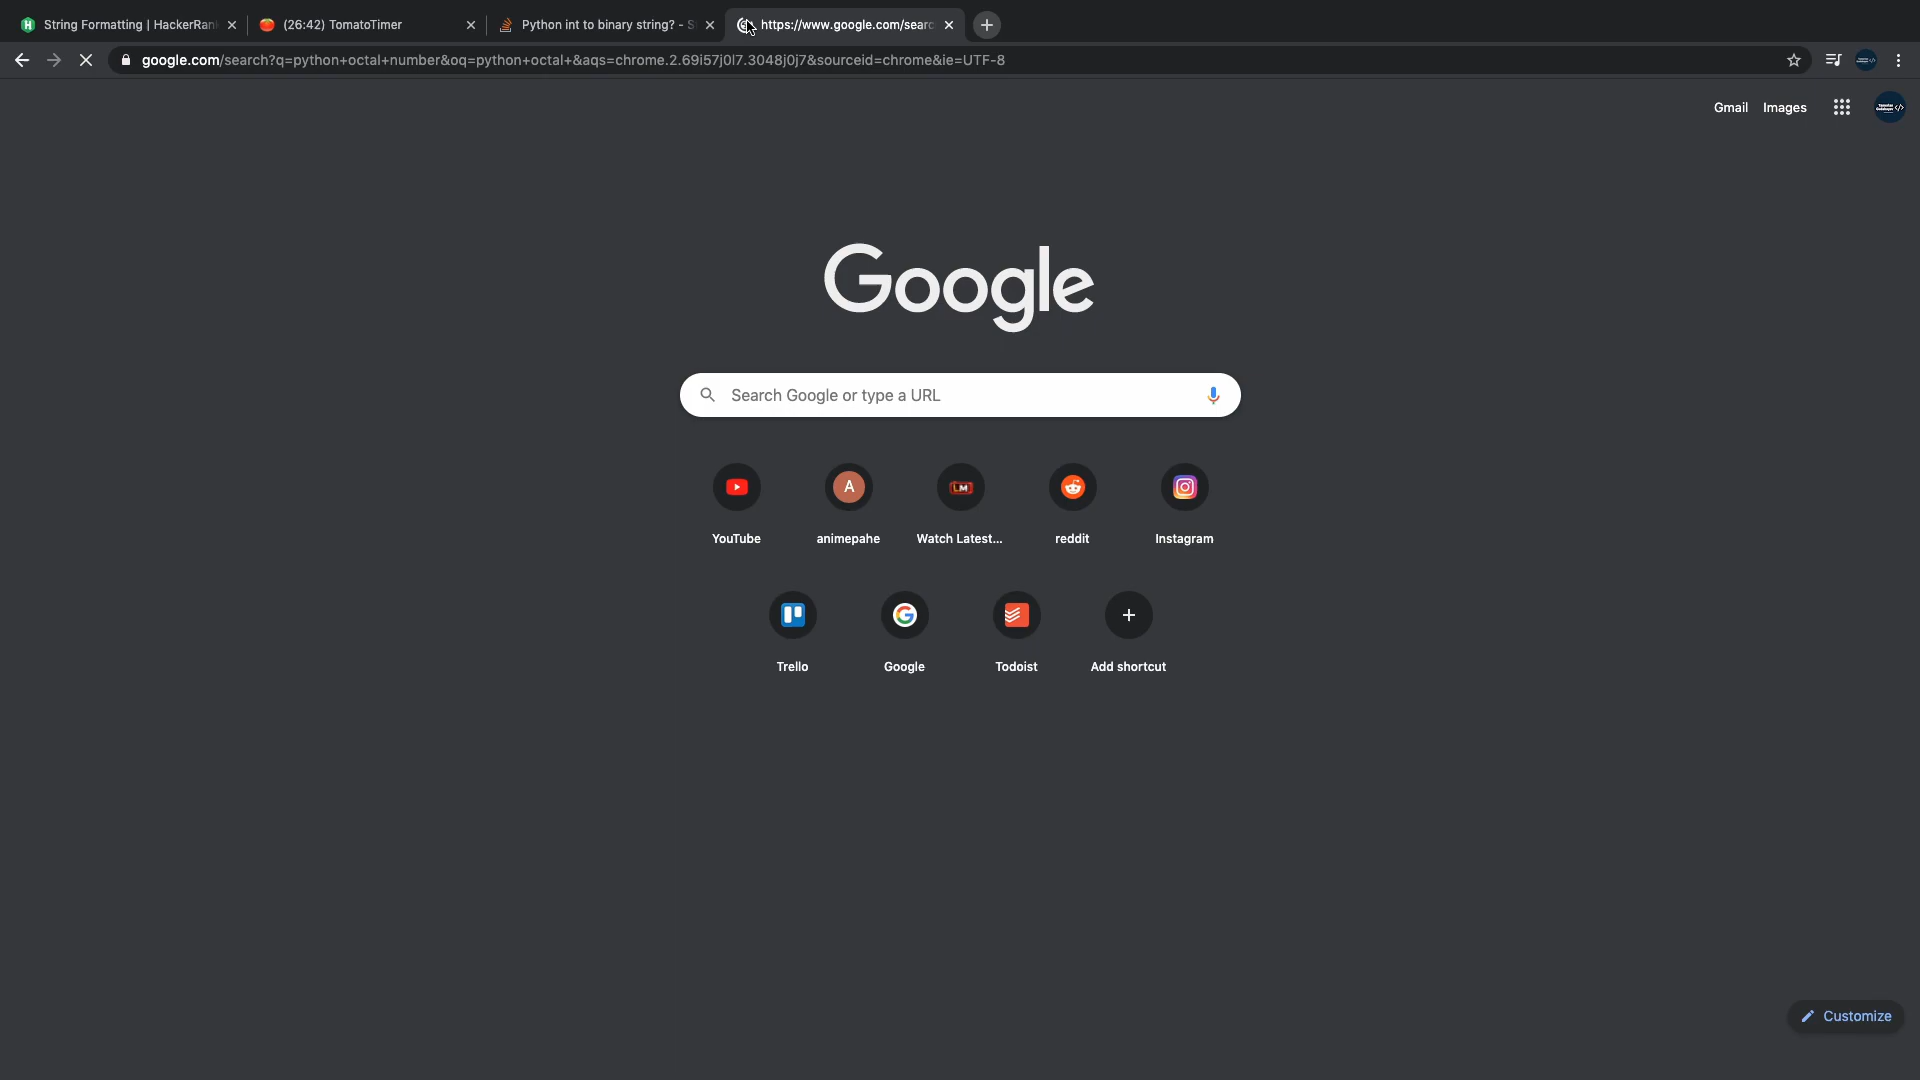 String Formatting | HackerRan
(26:42) TomatoTimer
Python int to binary string? - S
https://www.google.com/searc
google.com/search?q=python+octal+number&oq=python+octal+&aqs=chrome.2.69i57j0l7.3048j0j7&sourceid=chrome&ie=UTF-8
Gmail Images
Google
Search Google or type a URL
A
LM
YouTube
animepahe
Watch Latest...
reddit
Instagram
Trello
Google
Todoist
Add shortcut
Customize